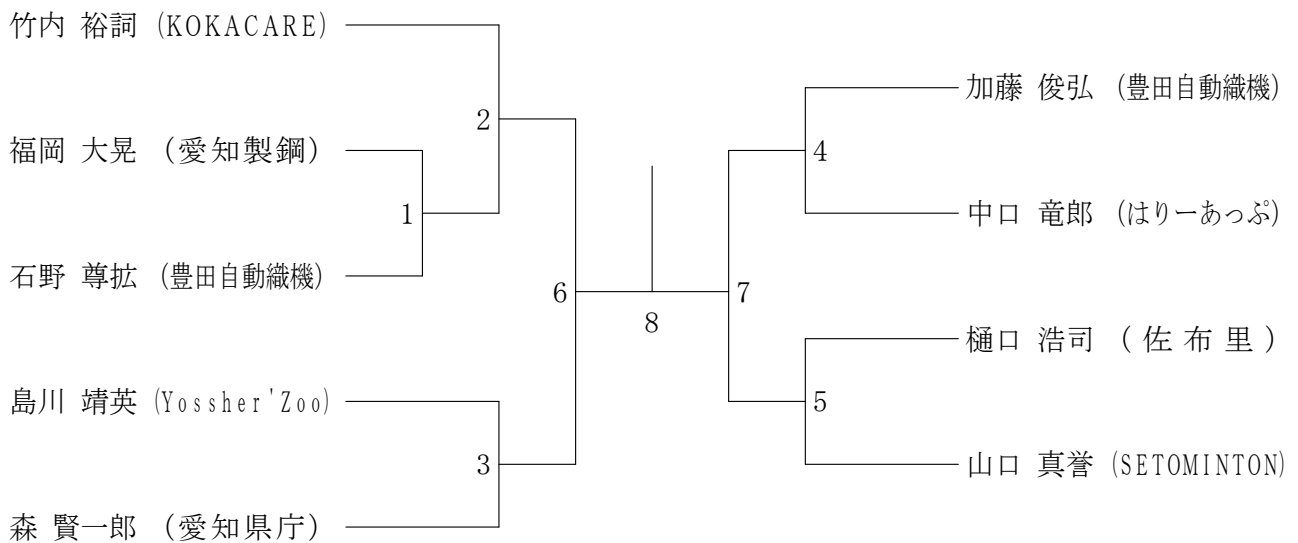 竹内 裕詞 (KOKACARE)
福岡 大晃 (愛知製鋼)
石野 尊拡 (豊田自動織機)
島川 靖英 (Yossher'Zoo)
森 賢一郎 (愛知県庁)
1
2
3
6
8
7
4
5
加藤 俊弘 (豊田自動織機)
中口 竜郎 (はりーあっぷ)
樋口 浩司 (佐布里)
山口 真誉 (SETOMINTON)